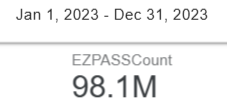 Jan 1, 2023 - Dec 31, 2023
EZPASSCount
98.1M